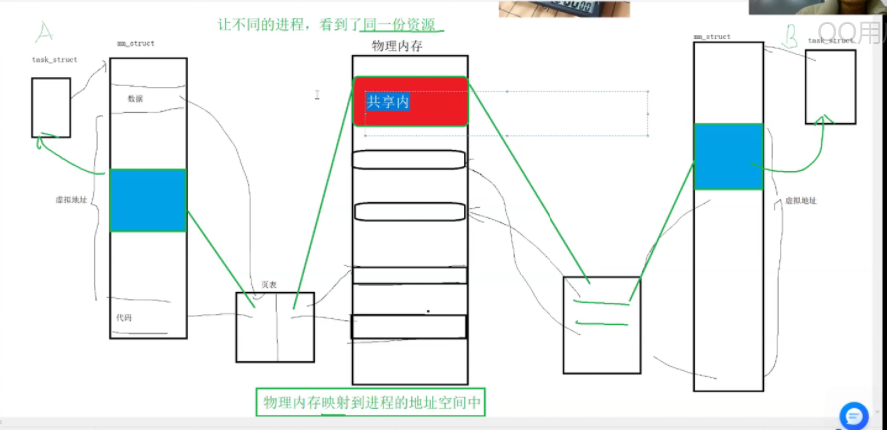 让不同的进程，看到了同一份资源
A
mm_struct
物理内存
mm_struct
B
QQ用
task_struct
task_struct
数据
共享内
虚拟地址
虚拟地址
页表
代码
物理内存映射到进程的地址空间中